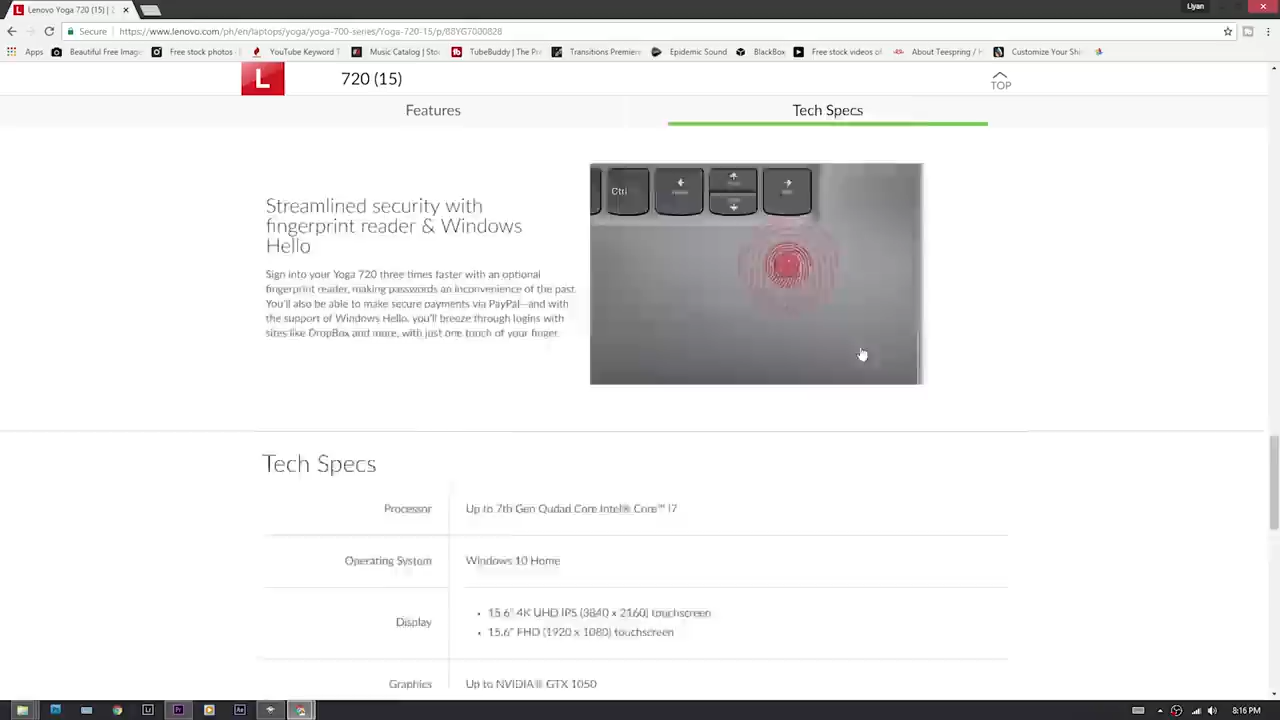 Lenovo Yoga 720 (15) |
Liyan
Secure
https://www.lenovo.com/ph/en/laptops/yoga/yoga-700-series/Yoga-720-15/p/88YG7000828
Apps
Beautiful Free Image
Free stock photos
YouTube Keyword T
Music Catalog | Stoc
TubeBuddy | The Pre
Transitions Premiere
Epidemic Sound
BlackBox
Free stock videos of
About Teespring /
Customize Your Shi
L
720 (15)
TOP
Features
Tech Specs
Ctrl
Streamlined security with
fingerprint reader & Windows
Hello
Sign into your Yoga 720 three times faster with an optional
fingerprint reader, making passwords an inconvenience of the past.
You'll also be able to make secure payments via PayPal—and with
the support of Windows Hello, you'll breeze through logins with
sites like DropBox and more, with just one touch of your finger.
Tech Specs
Processor
Up to 7th Gen Qudad Core Intel® Core™ i7
Operating System
Windows 10 Home
Display
15.6" 4K UHD IPS (3840 x 2160) touchscreen
15.6" FHD (1920 x 1080) touchscreen
Graphics
Up to NVIDIA® GTX 1050
8:16 PM